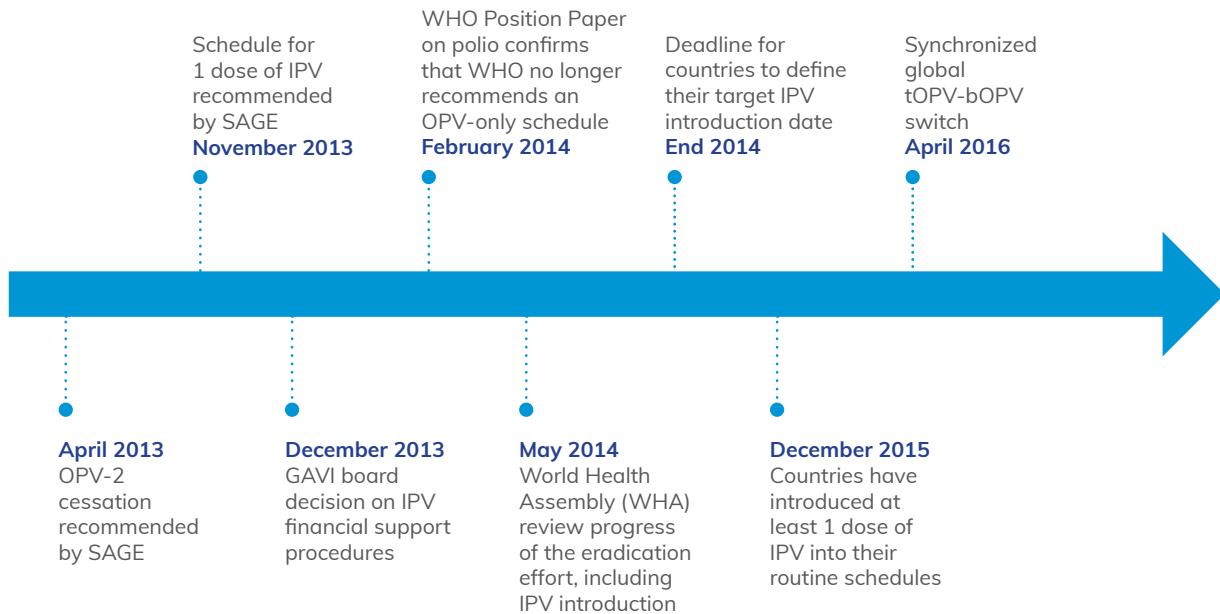 Schedule for
1 dose of IPV
recommended
by SAGE
November 2013
WHO Position Paper
on polio confirms
that WHO no longer
recommends an
OPV-only schedule
February 2014
Deadline for
countries to define
their target IPV
introduction date
End 2014
Synchronized
global
tOPV-bOPV
switch
April 2016
April 2013
OPV-2
cessation
recommended
by SAGE
December 2013
GAVI board
decision on IPV
financial support
procedures
May 2014
World Health
Assembly (WHA)
review progress
of the eradication
effort, including
IPV introduction
December 2015
Countries have
introduced at
least 1 dose of
IPV into their
routine schedules